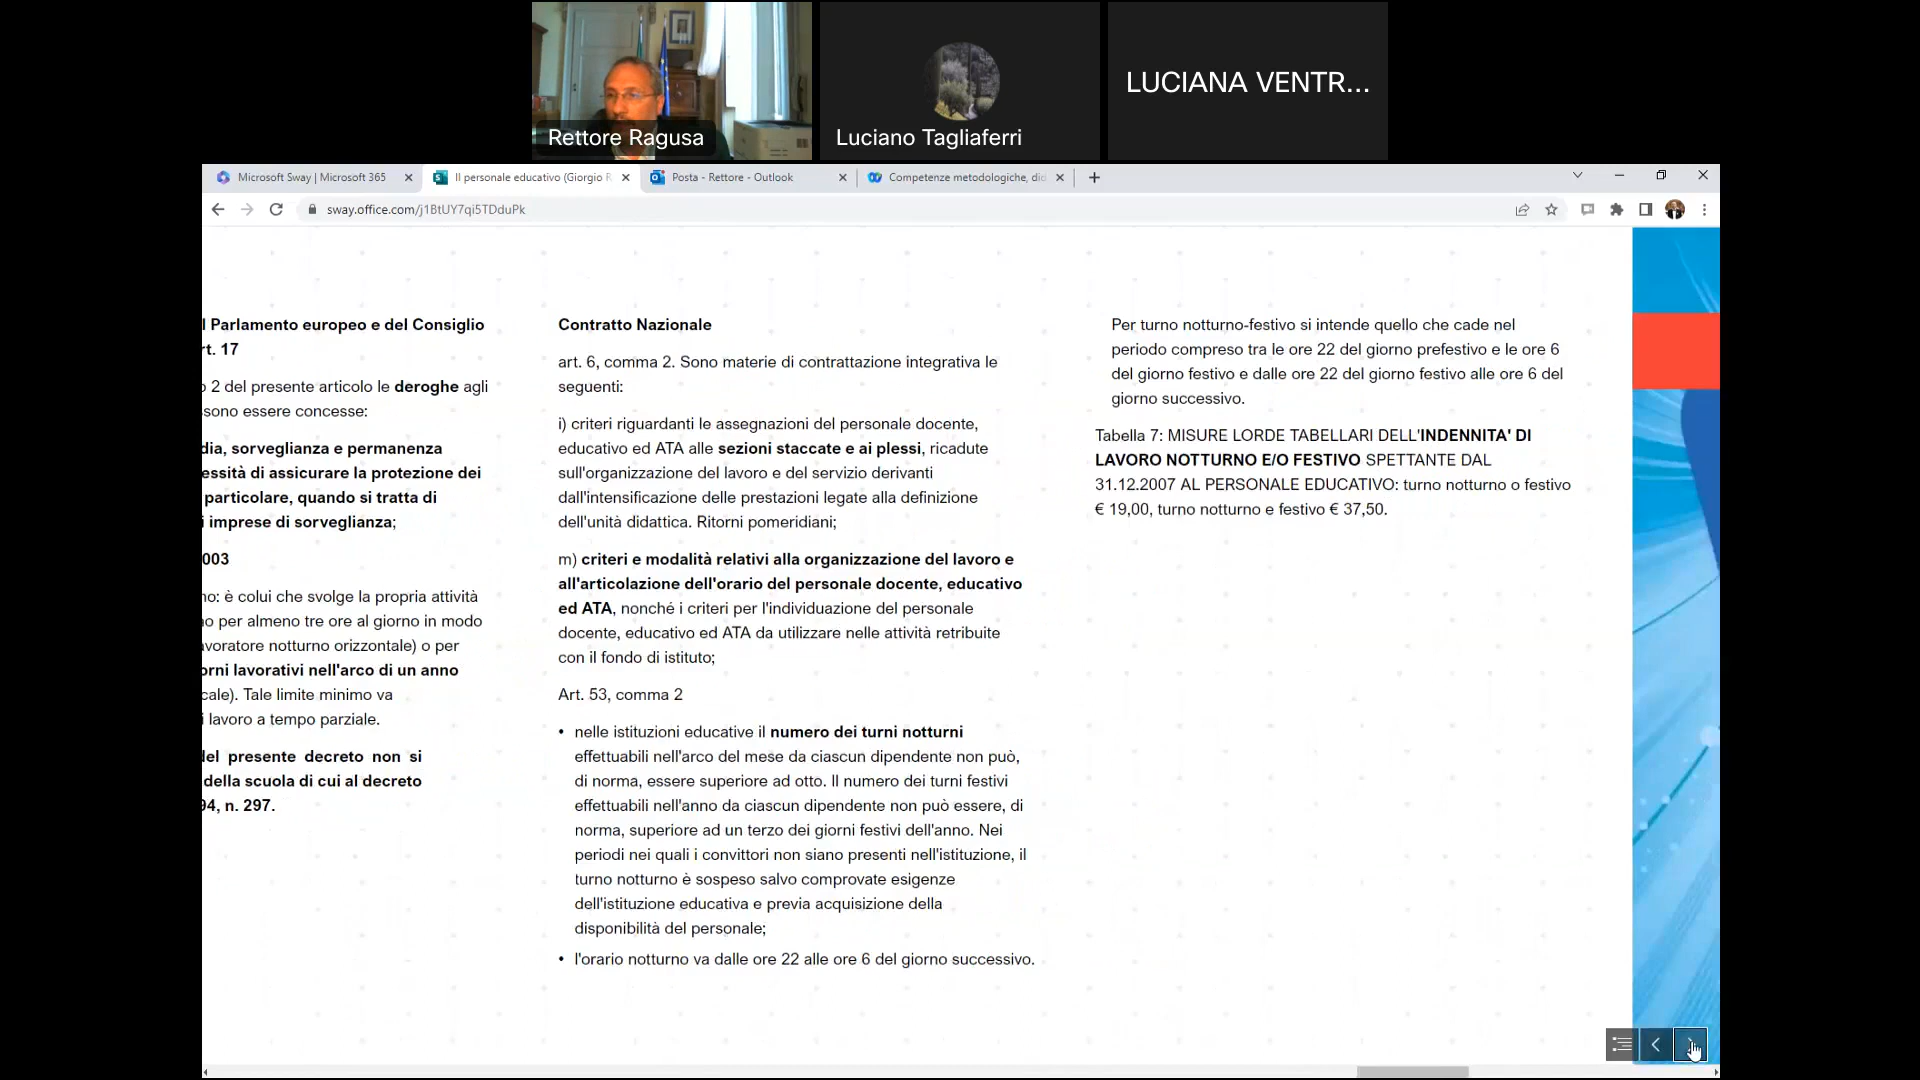 Rettore Ragusa
Luciano Tagliaferri
LUCIANA VENTR...
Microsoft Sway | Microsoft 365
Il personale educativo (Giorgio R
Posta - Rettore - Outlook
Competenze metodologiche, did
sway.office.com/j1BtUY7qi5TDduPk
l Parlamento europeo e del Consiglio
rt. 17
o 2 del presente articolo le deroghe agli
ssono essere concesse:
dia, sorveglianza e permanenza
essità di assicurare la protezione dei
particolare, quando si tratta di
i imprese di sorveglianza;
003
no: è colui che svolge la propria attività
no per almeno tre ore al giorno in modo
avoratore notturno orizzontale) o per
orni lavorativi nell'arco di un anno
cale). Tale limite minimo va
i lavoro a tempo parziale.
del presente decreto non si
della scuola di cui al decreto
94, n. 297.
Contratto Nazionale
art. 6, comma 2. Sono materie di contrattazione integrativa le
seguenti:
i) criteri riguardanti le assegnazioni del personale docente,
educativo ed ATA alle sezioni staccate e ai plessi, ricadute
sull'organizzazione del lavoro e del servizio derivanti
dall'intensificazione delle prestazioni legate alla definizione
dell'unità didattica. Ritorni pomeridiani;
m) criteri e modalità relativi alla organizzazione del lavoro e
all'articolazione dell'orario del personale docente, educativo
ed ATA, nonché i criteri per l'individuazione del personale
docente, educativo ed ATA da utilizzare nelle attività retribuite
con il fondo di istituto;
Art. 53, comma 2
• nelle istituzioni educative il numero dei turni notturni
effettuabili nell'arco del mese da ciascun dipendente non può,
di norma, essere superiore ad otto. Il numero dei turni festivi
effettuabili nell'anno da ciascun dipendente non può essere, di
norma, superiore ad un terzo dei giorni festivi dell'anno. Nei
periodi nei quali i convittori non siano presenti nell'istituzione, il
turno notturno è sospeso salvo comprovate esigenze
dell'istituzione educativa e previa acquisizione della
disponibilità del personale;
• l'orario notturno va dalle ore 22 alle ore 6 del giorno successivo.
Per turno notturno-festivo si intende quello che cade nel
periodo compreso tra le ore 22 del giorno prefestivo e le ore 6
del giorno festivo e dalle ore 22 del giorno festivo alle ore 6 del
giorno successivo.
Tabella 7: MISURE LORDE TABELLARI DELL'INDENNITA' DI
LAVORO NOTTURNO E/O FESTIVO SPETTANTE DAL
31.12.2007 AL PERSONALE EDUCATIVO: turno notturno o festivo
€ 19,00, turno notturno e festivo € 37,50.